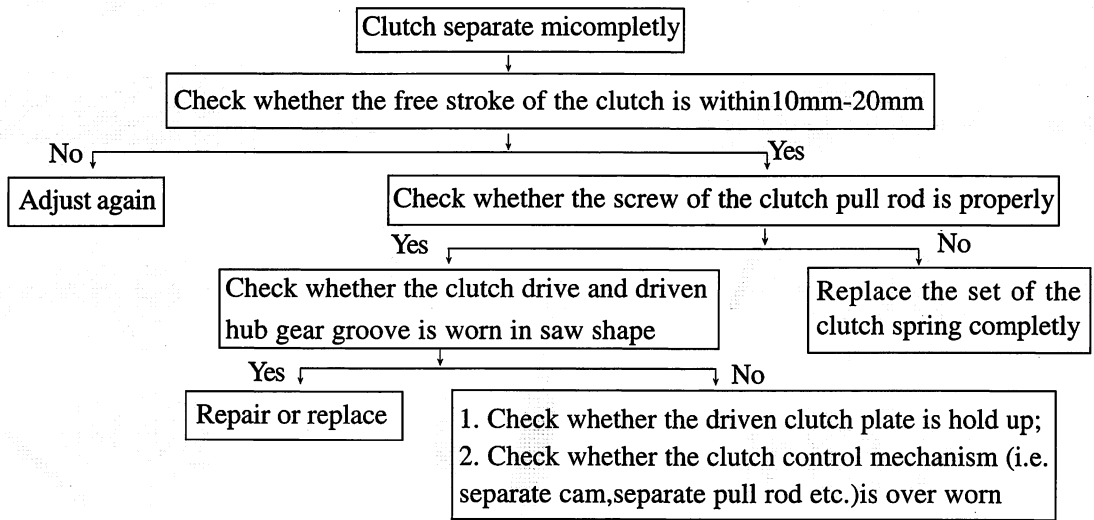 Clutch separate micompletly
Check whether the free stroke of the clutch is within10mm-20mm
No
Yes
Adjust again
Check whether the screw of the clutch pull rod is properly
Yes
No
Check whether the clutch drive and driven
hub gear groove is worn in saw shape
Replace the set of the
clutch spring completly
Yes
No
Repair or replace
1. Check whether the driven clutch plate is hold up;
2. Check whether the clutch control mechanism (i.e.
separate cam,separate pull rod etc.)is over worn